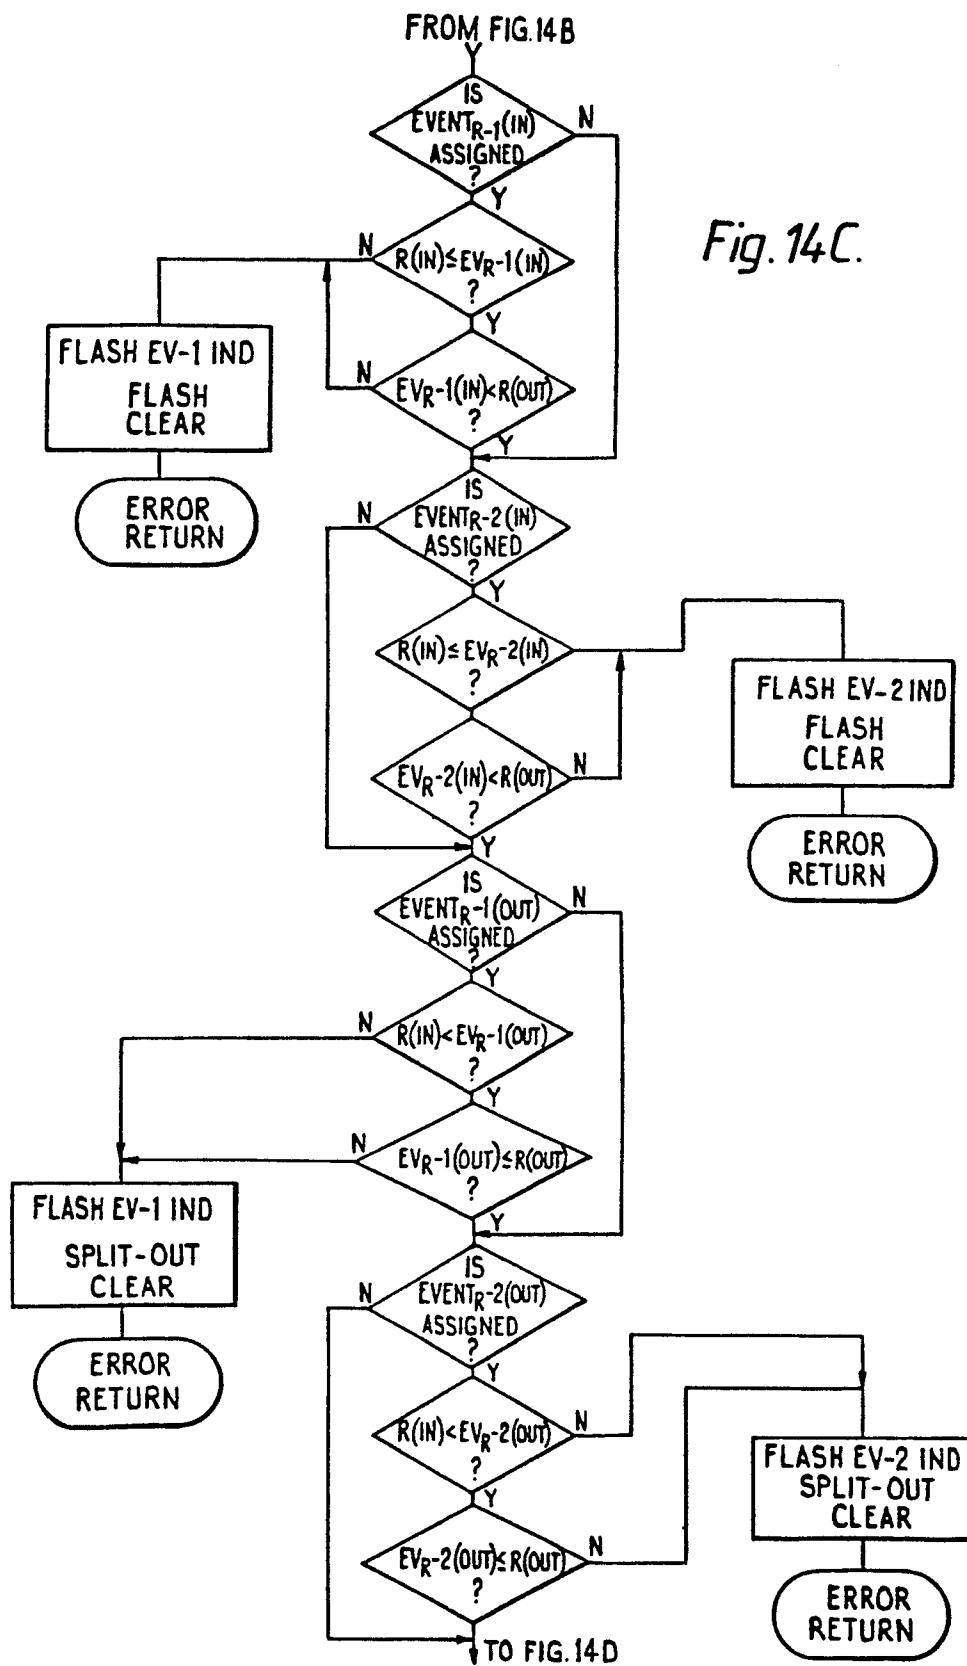 FROM FIG.14B
Y
IS
EVENTR-1(IN)
ASSIGNED
?
N
Y
Fig. 14C.
N
R(IN)≤EVR-1(IN)
?
Y
FLASH EV-1 IND
FLASH
CLEAR
N
EVR-1(IN)<R(OUT)
?
Y
ERROR
RETURN
N
IS
EVENTR-2(IN)
ASSIGNED
?
Y
R(IN)≤EVR-2(IN)
?
FLASH EV-2 IND
FLASH
CLEAR
EVR-2(IN)<R(OUT)
?
N
Y
ERROR
RETURN
IS
EVENTR-1(OUT)
ASSIGNED
?
N
Y
N
R(IN)<EVR-1(OUT)
?
Y
N
EVR-1(OUT)≤R(OUT)
?
Y
FLASH EV-1 IND
SPLIT-OUT
CLEAR
ERROR
RETURN
N
IS
EVENTR-2(OUT)
ASSIGNED
?
Y
R(IN)<EVR-2(OUT)
?
N
Y
FLASH EV-2 IND
SPLIT-OUT
CLEAR
EVR-2(OUT)≤R(OUT)
?
N
ERROR
RETURN
TO FIG.14D